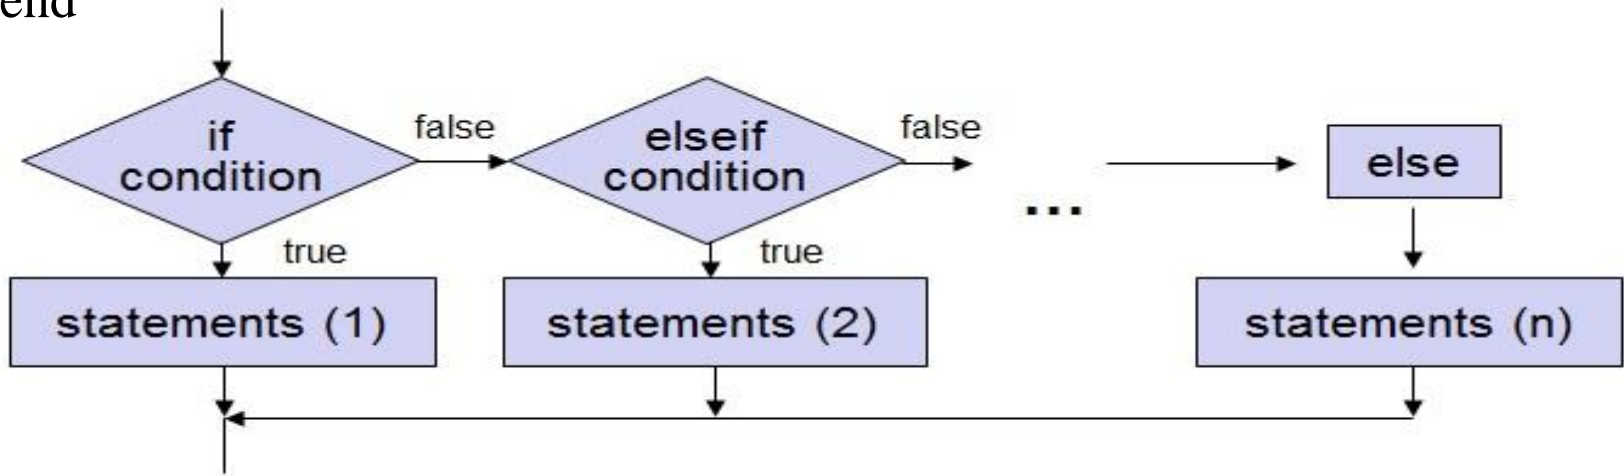 end
if
condition
false
elseif
condition
false
...
else
true
true
statements (1)
statements (2)
statements (n)